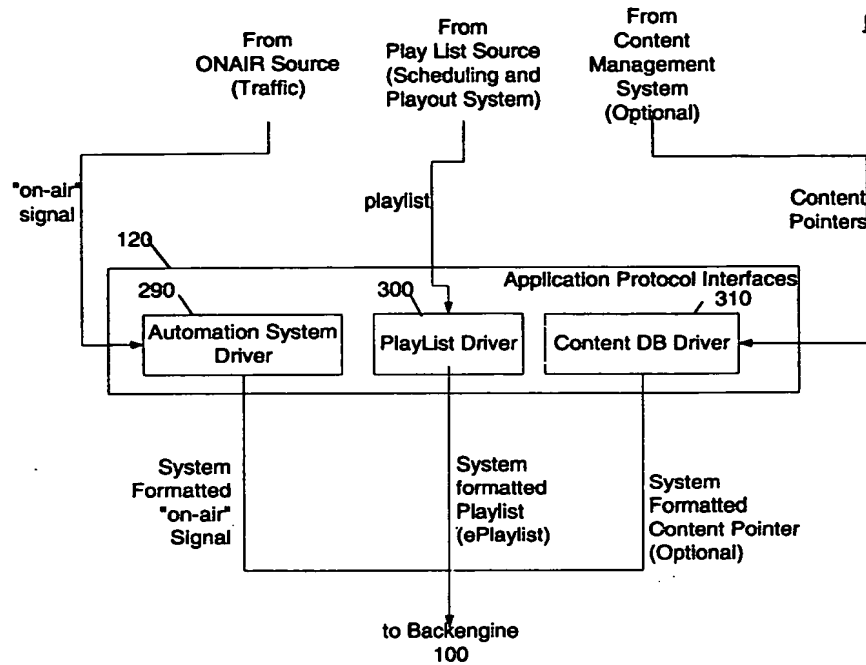 From
ONAIR Source
(Traffic)
From
Play List Source
(Scheduling and
Playout System)
From
Content
Management
System
(Optional)
"on-air"
signal
playlist
Content
Pointers
120
Application Protocol Interfaces
290
300
310
Automation System
Driver
PlayList Driver
Content DB Driver
System
Formatted
"on-air"
Signal
System
formatted
Playlist
(ePlaylist)
System
Formatted
Content Pointer
(Optional)
to Backengine
100